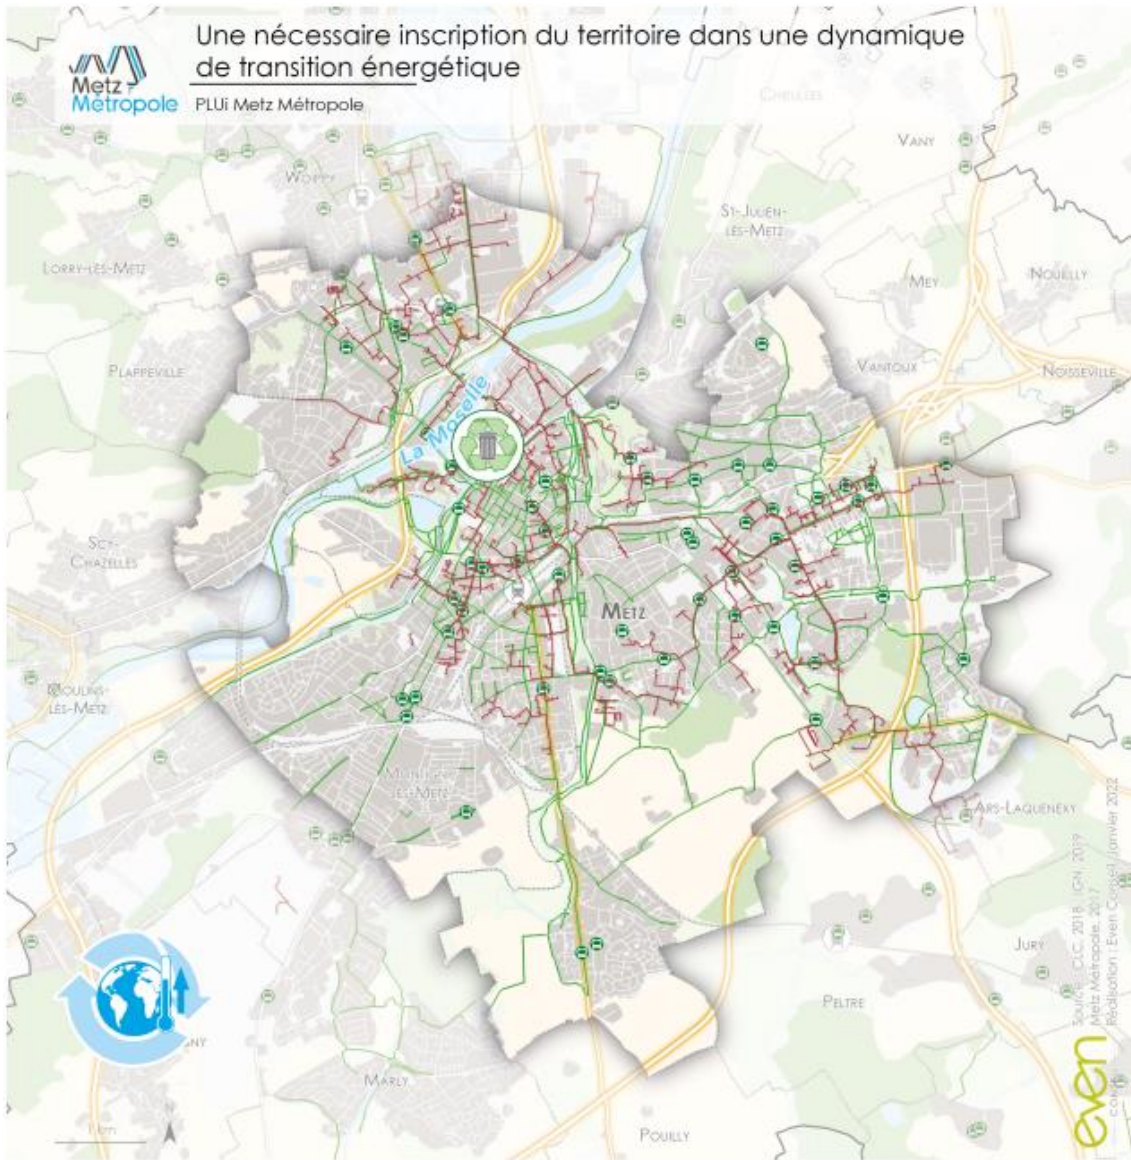 Une nécessaire inscription du territoire dans une dynamique
de transition énergétique
Metz
Métropole
PLUi Metz Métropole
CHIEULLES
VANY
WOIPPY
ST-JULIEN-
LÈS-METZ
LORRY-LÈS-METZ
MEY
NOUILLY
PLAPPEVILLE
VANTOUX
NOISSEVILLE
La Moselle
SCY-
CHAZELLES
METZ
MOULINS-
LÈS-METZ
LÈS-METZ
ARS-LAQUENEXY
JURY
PELTRE
GNY
MARLY
POUILLY
N
1 km
even
CONSEIL
CLC, 2018 IGN, 2019
Metz Métropole, 2017
Réalisation : Even Conseil, Janvier 2022